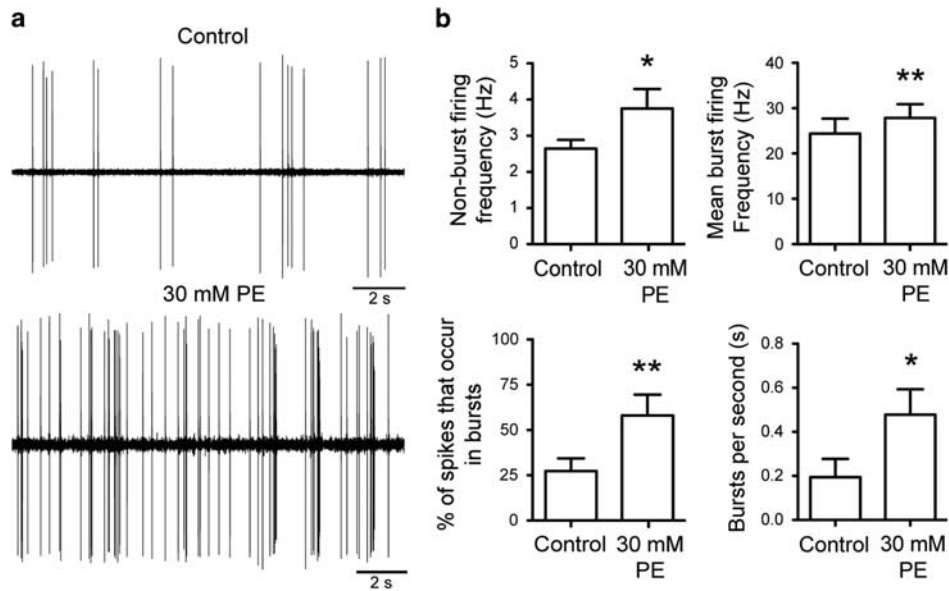 a
Control
2 s
30 mM PE
2 s
b
Non-burst firing
frequency (Hz)
5
4
3
2
1
0
*
Control
30 mM
PE
Mean burst firing
Frequency (Hz)
40
30
20
10
0
**
Control
30 mM
PE
% of spikes that occur
in bursts
100
75
50
25
0
**
Control
30 mM
PE
Bursts per second (s)
0.8
0.6
0.4
0.2
0.0
*
Control
30 mM
PE